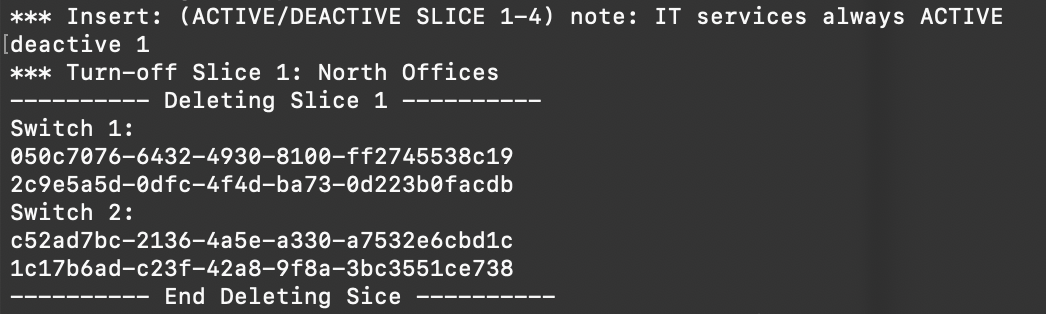 *** Insert: (ACTIVE/DEACTIVE SLICE 1-4) note: IT services always ACTIVE
[deactive 1
*** Turn-off Slice 1: North Offices
---------- Deleting Slice 1 ----------
Switch 1:
050c7076-6432-4930-8100-ff2745538c19
2c9e5a5d-0dfc-4f4d-ba73-0d223b0facdb
Switch 2:
c52ad7bc-2136-4a5e-a330-a7532e6cbd1c
1c17b6ad-c23f-42a8-9f8a-3bc3551ce738
---------- End Deleting Sice ----------